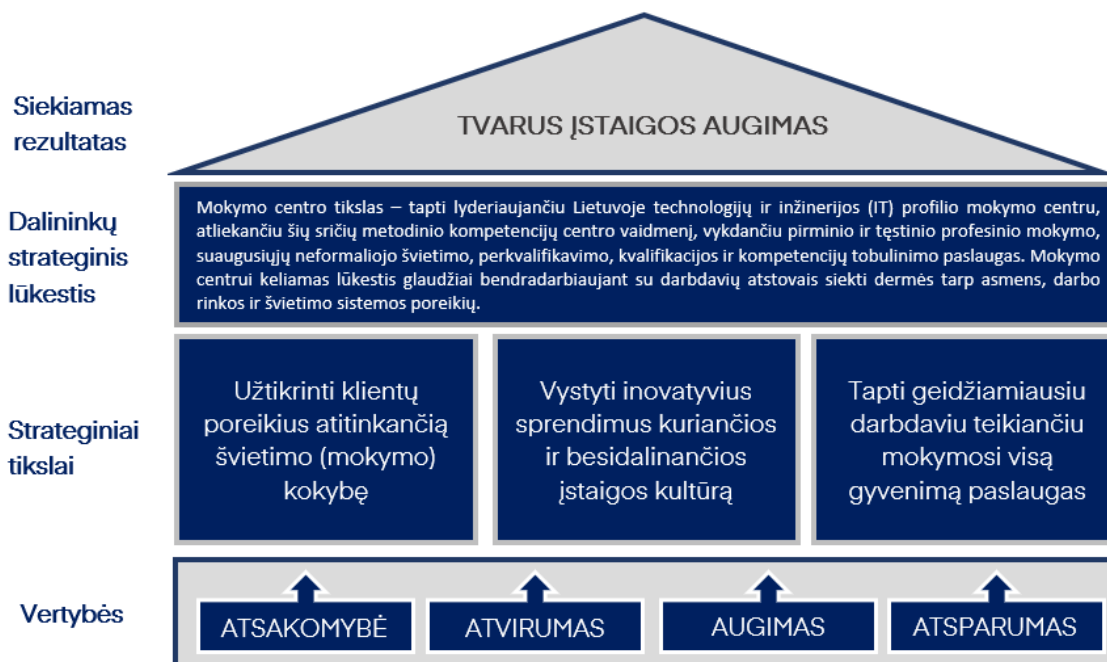 Siekiamas
rezultatas
TVARUS ĮSTAIGOS AUGIMAS
Dalininkų
strateginis
lūkestis
Mokymo centro tikslas – tapti lyderiaujančiu Lietuvoje technologijų ir inžinerijos (IT) profilio mokymo centru,
atliekančiu šių sričių metodinio kompetencijų centro vaidmenį, vykdančiu pirminio ir tęstinio profesinio mokymo,
suaugusiųjų neformaliojo švietimo, perkvalifikavimo, kvalifikacijos ir kompetencijų tobulinimo paslaugas. Mokymo
centrui keliamas lūkestis glaudžiai bendradarbiaujant su darbdavių atstovais siekti dermės tarp asmens, darbo
rinkos ir švietimo sistemos poreikių.
Strateginiai
tikslai
Užtikrinti klientų
poreikius atitinkančią
švietimo (mokymo)
kokybę
Vystyti inovatyvius
sprendimus kuriančios
ir besidalinančios
įstaigos kultūrą
Tapti geidžiamiausiu
darbdaviu teikiančiu
mokymosi visą
gyvenimą paslaugas
Vertybės
ATSAKOMYBĖ
ATVIRUMAS
AUGIMAS
ATSPARUMAS